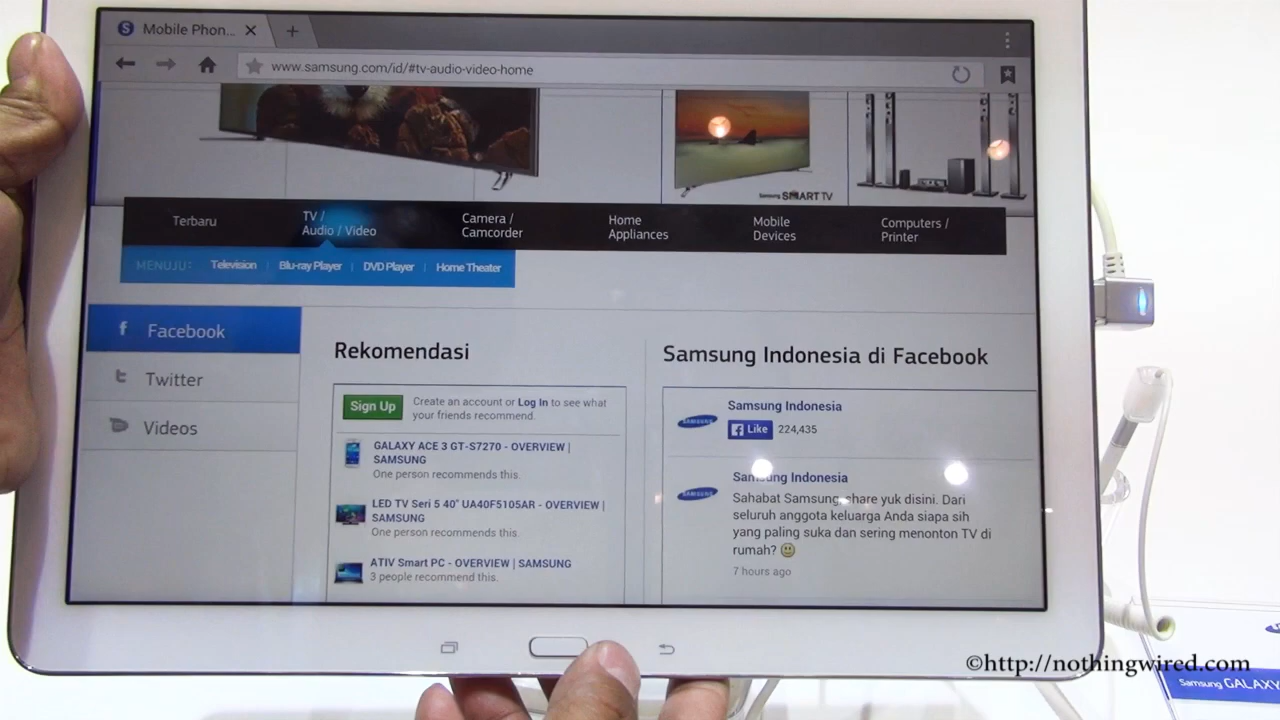 S Mobile Phon...
www.samsung.com/id/#tv-audio-video-home
Samsung SMART TV
Terbaru
TV /
Audio / Video
Camera /
Camcorder
Home
Appliances
Mobile
Devices
Computers /
Printer
MENUJU:
Television
Blu-ray Player
DVD Player
Home Theater
Facebook
Twitter
Videos
Rekomendasi
Sign Up
Create an account or Log In to see what
your friends recommend.
GALAXY ACE 3 GT-S7270 - OVERVIEW |
SAMSUNG
One person recommends this.
LED TV Seri 5 40" UA40F5105AR - OVERVIEW |
SAMSUNG
One person recommends this.
ATIV Smart PC - OVERVIEW | SAMSUNG
3 people recommend this.
Samsung Indonesia di Facebook
SAMSUNG
Samsung Indonesia
Like 224,435
SAMSUNG
Samsung Indonesia
Sahabat Samsung, share yuk disini. Dari
seluruh anggota keluarga Anda siapa sih
yang paling suka dan sering menonton TV di
rumah?
7 hours ago
©http://nothingwired.com
Samsung GALAXY